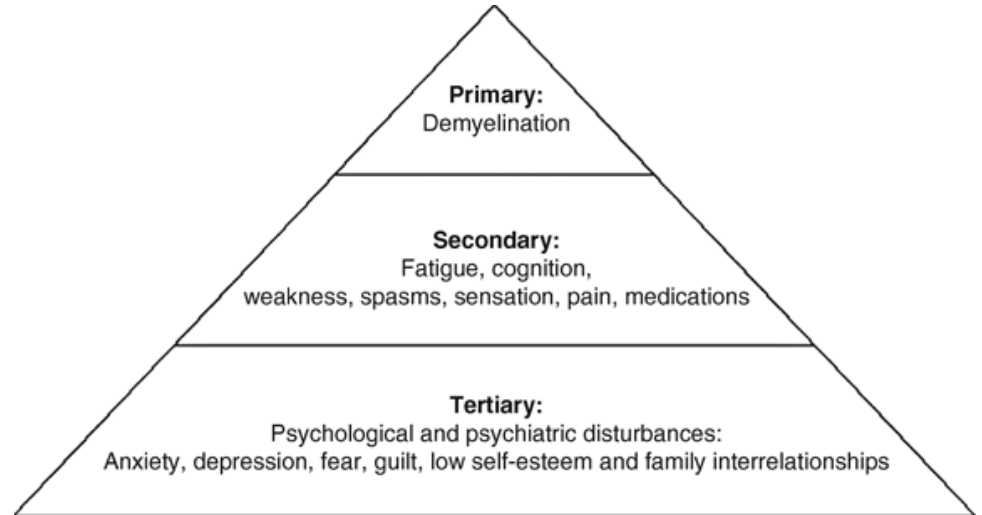 Primary:
Demyelination
Secondary:
Fatigue, cognition,
weakness, spasms, sensation, pain, medications
Tertiary:
Psychological and psychiatric disturbances:
Anxiety, depression, fear, guilt, low self-esteem and family interrelationships